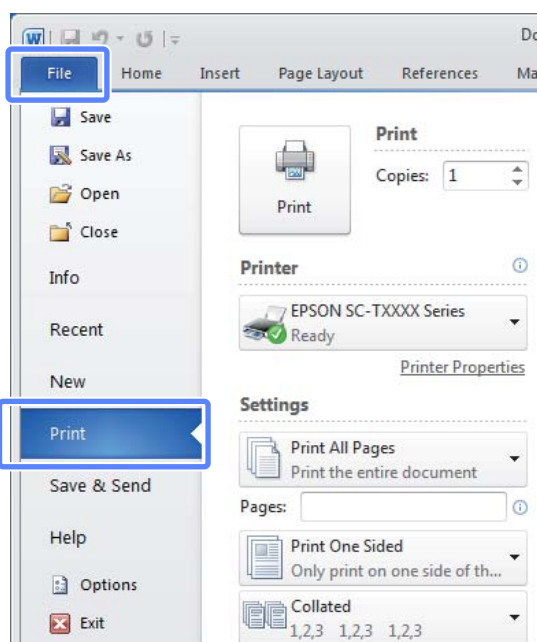 W
Do
File Home Insert Page Layout References Ma
Save
Save As
Open
Close
Info
Recent
New
Print
Save & Send
Help
Options
Exit
Print
Print
Copies: 1
Printer
EPSON SC-TXXXX Series
Ready
Printer Properties
Settings
Print All Pages
Print the entire document
Pages:
Print One Sided
Only print on one side of th...
Collated
1,2,3 1,2,3 1,2,3